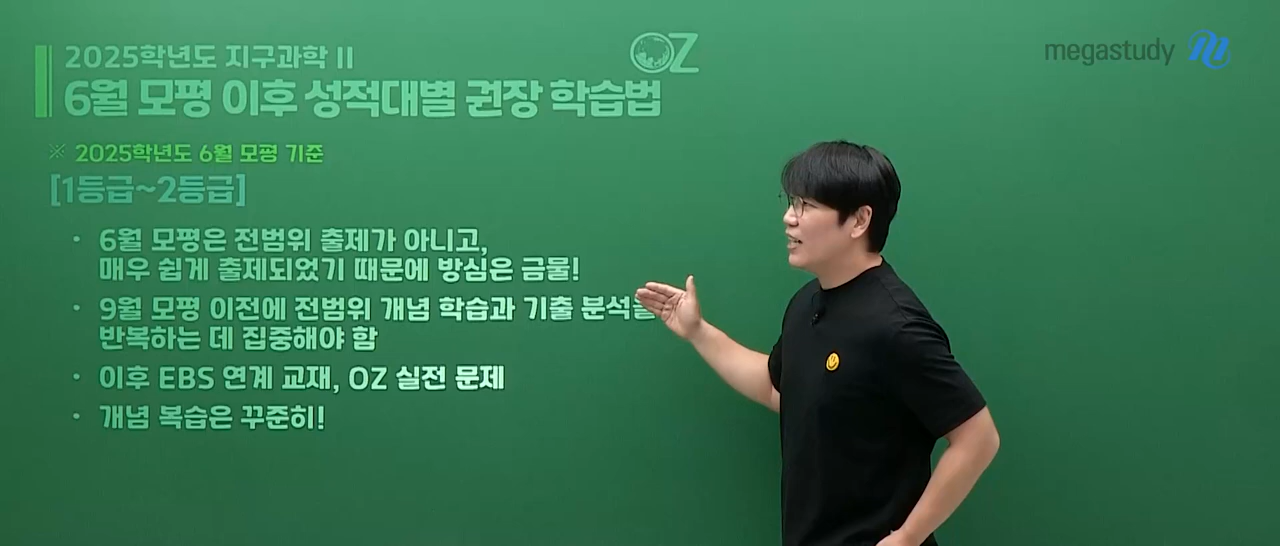 2025학년도 지구과학 II
OZ
megastudy
6월 모평 이후 성적대별 권장 학습법
※ 2025학년도 6월 모평 기준
[1등급~2등급]
• 6월 모평은 전범위 출제가 아니고,
매우 쉽게 출제되었기 때문에 방심은 금물!
• 9월 모평 이전에 전범위 개념 학습과 기출 분석을
반복하는 데 집중해야 함
• 이후 EBS 연계 교재, OZ 실전 문제
• 개념 복습은 꾸준히!